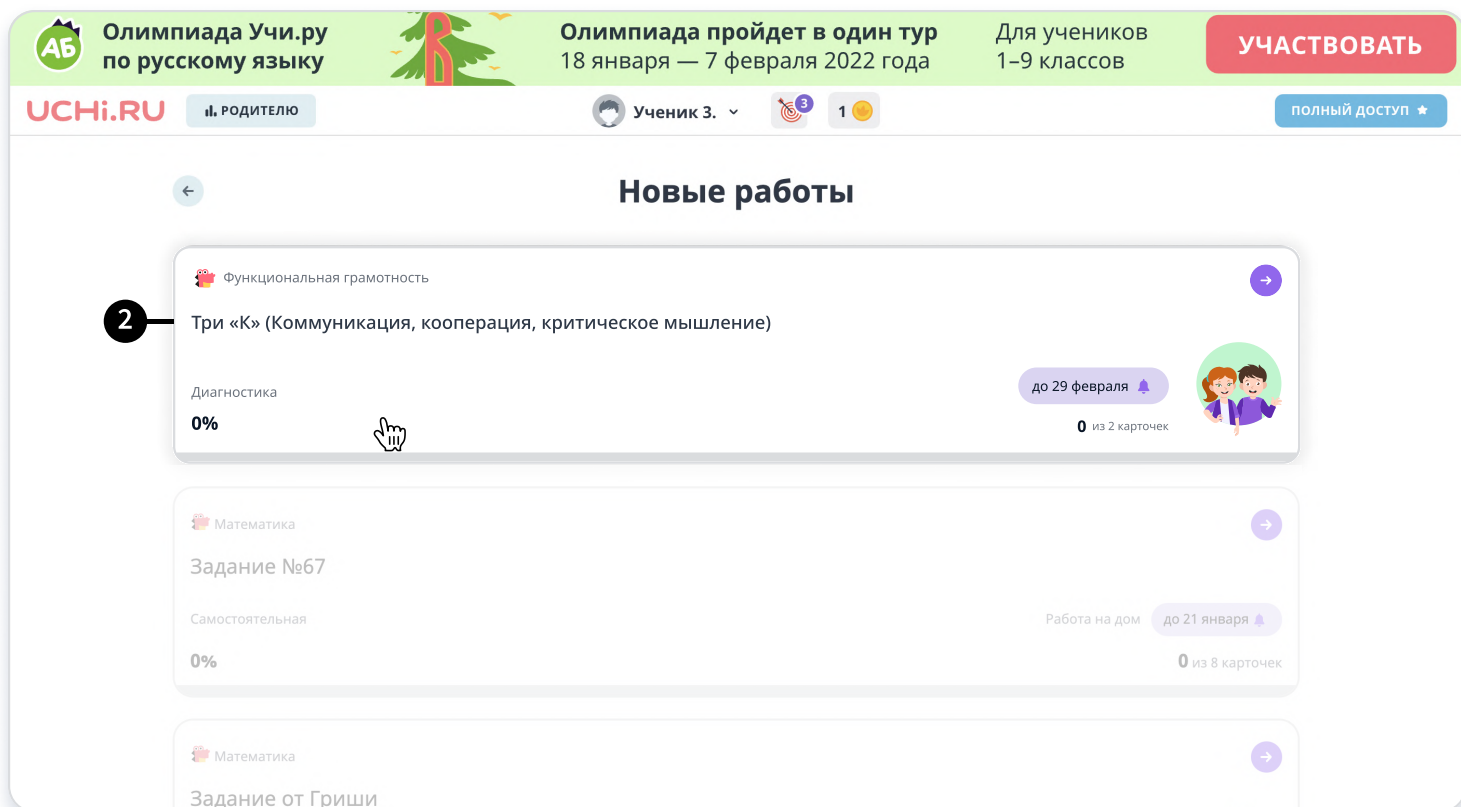 АБ
Олимпиада Учи.ру
по русскому языку
Я
Олимпиада пройдет в один тур
18 января — 7 февраля 2022 года
Для учеников
1–9 классов
УЧАСТВОВАТЬ
UCHi.RU
РОДИТЕЛЮ
Ученик 3.
3
1
ПОЛНЫЙ ДОСТУП
Новые работы
2
Функциональная грамотность
Три «К» (Коммуникация, кооперация, критическое мышление)
Диагностика
до 29 февраля
0%
0 из 2 карточек
Математика
Задание №67
Самостоятельная
Работа на дом
до 21 января
0%
0 из 8 карточек
Математика
Задание от Гриши